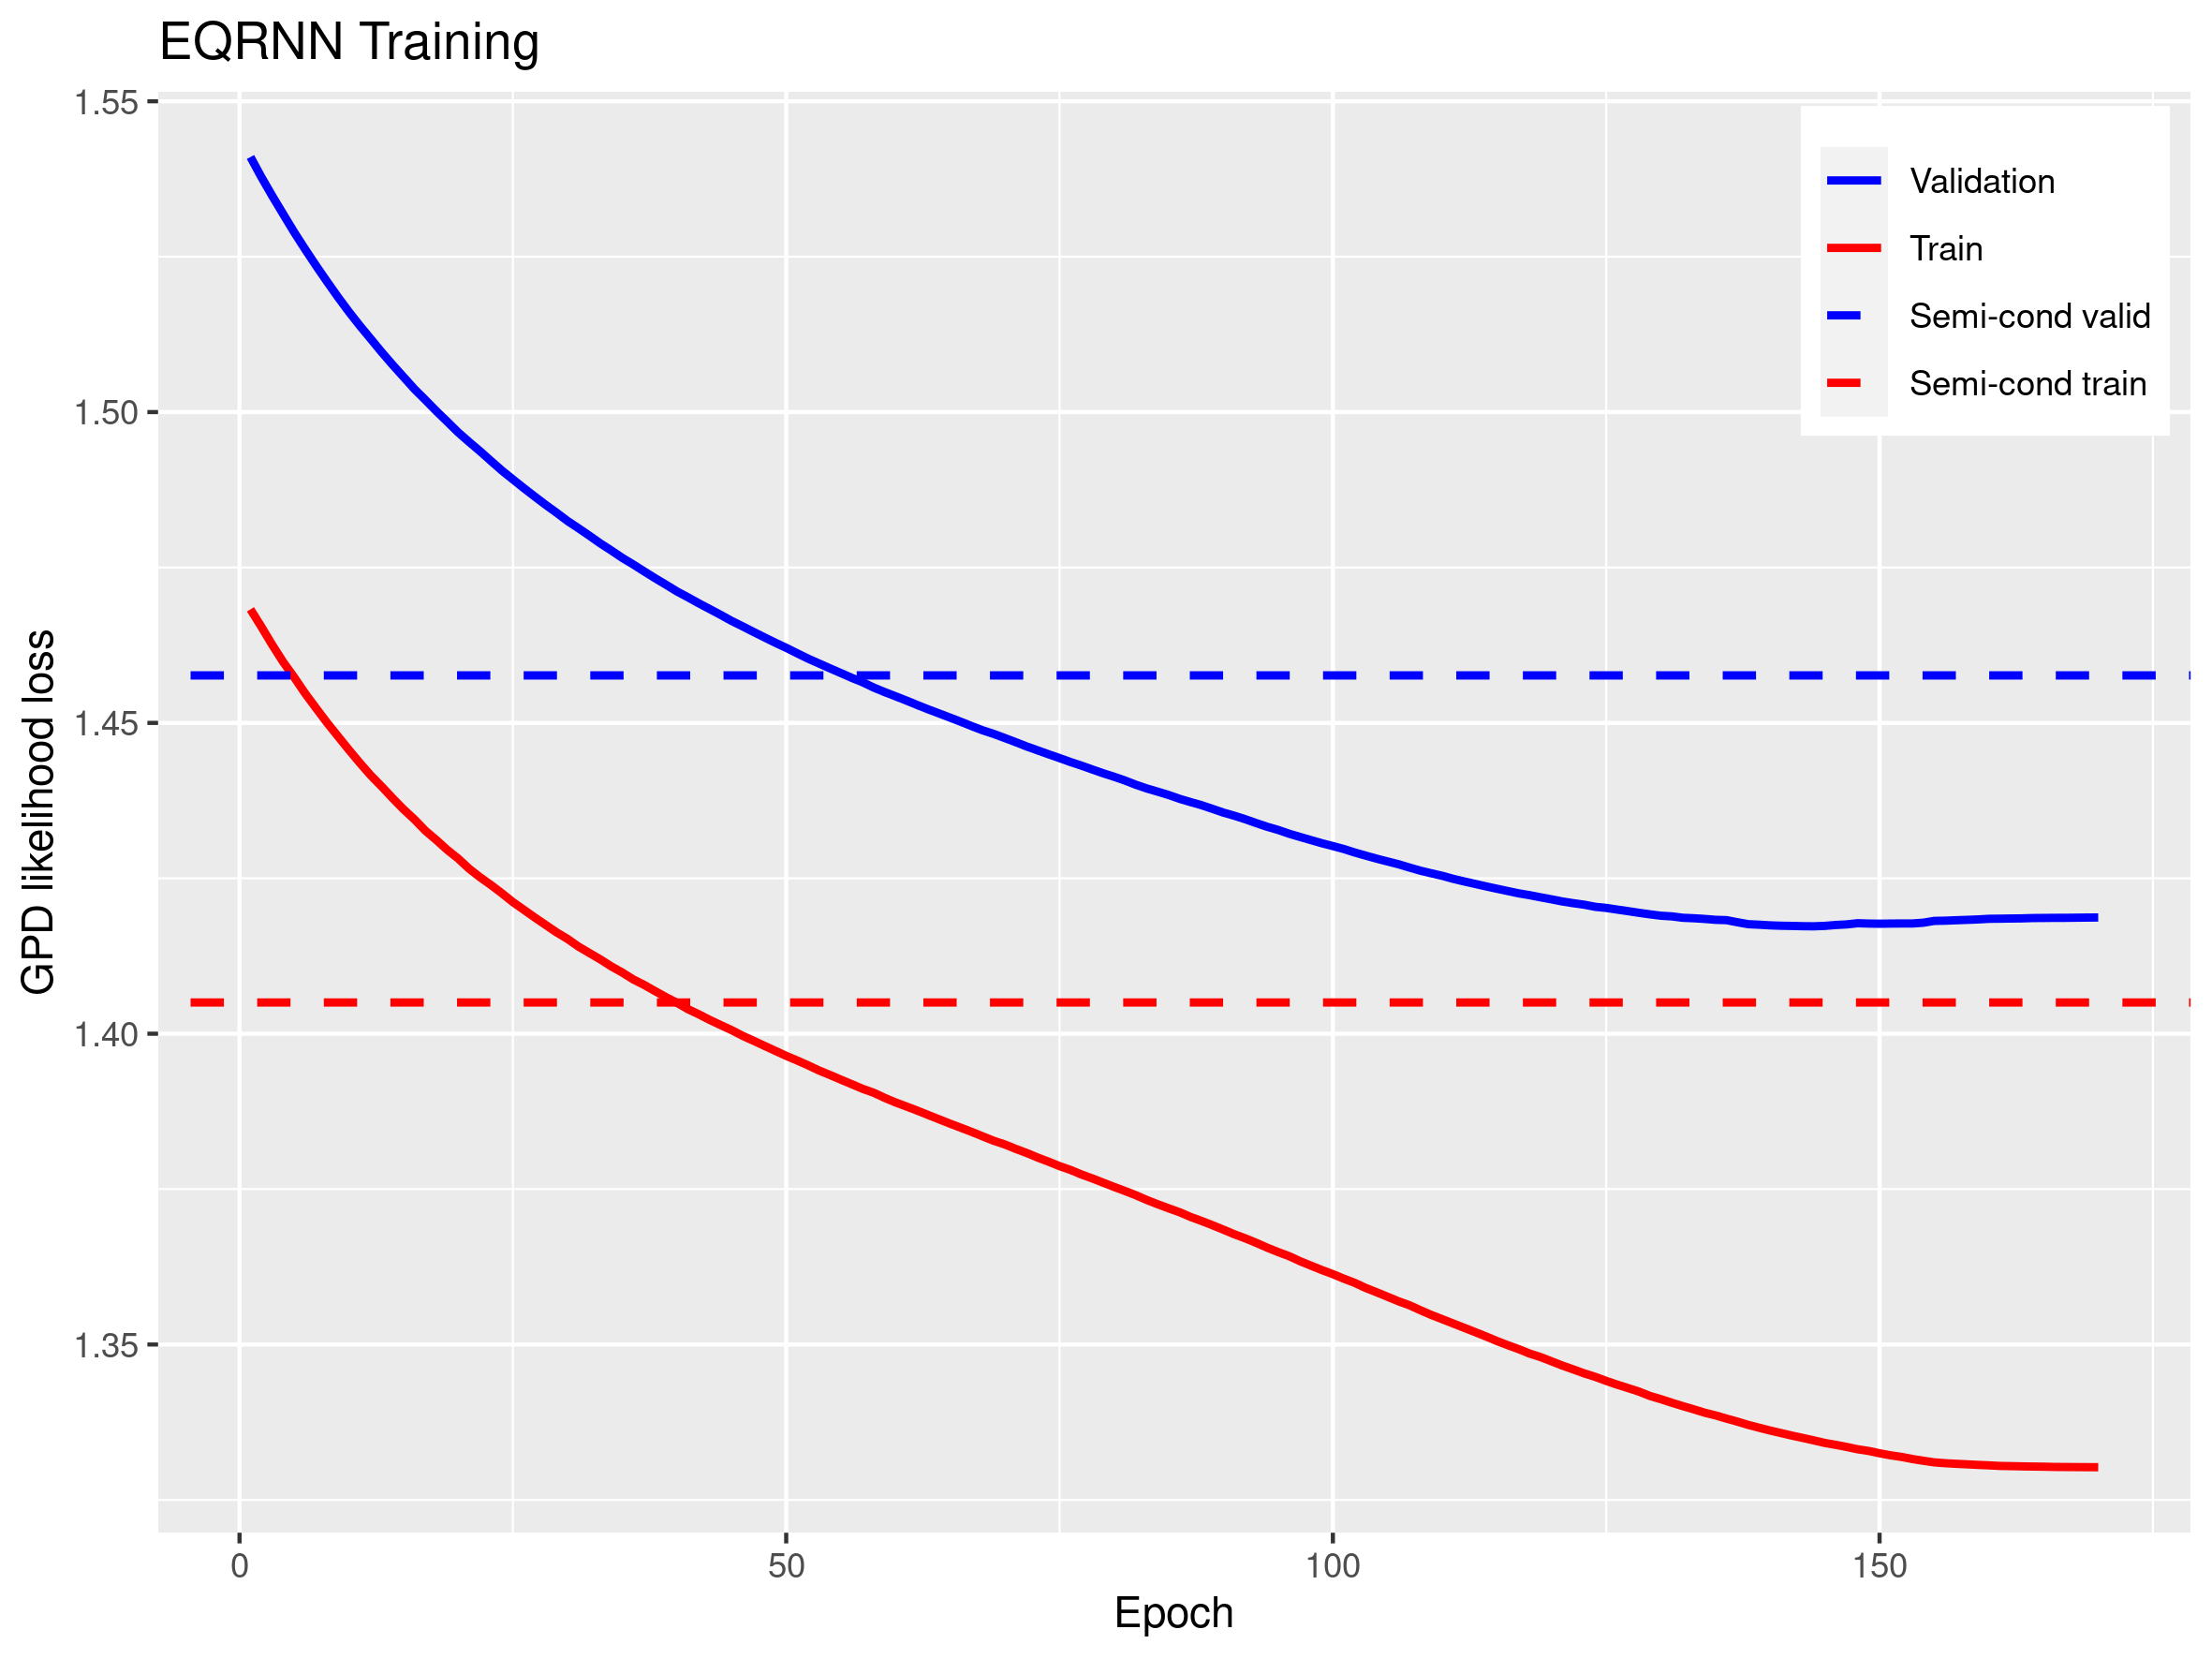 EQRNN Training
GPD likelihood loss
1.55
1.50
1.45
1.40
1.35
Validation
Train
Semi-cond valid
Semi-cond train
0
50
100
150
Epoch